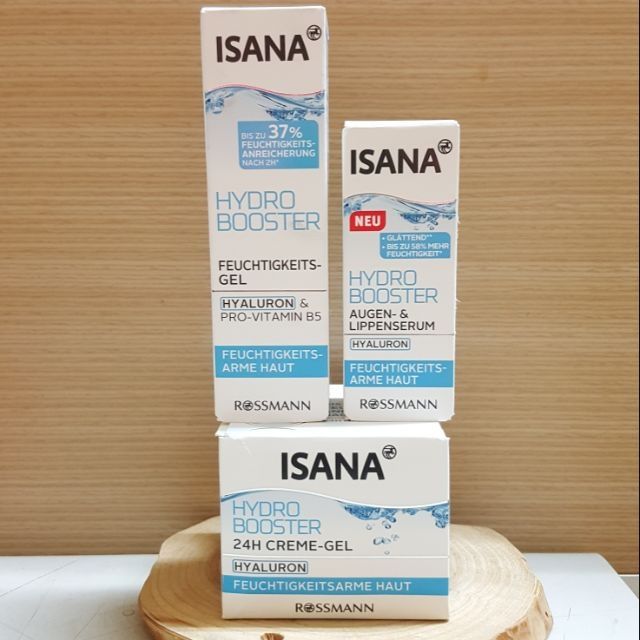 ISANA
BIS ZU 37%
FEUCHTIGKEITS-
ANREICHERUNG
NACH 2H*
HYDRO
BOOSTER
FEUCHTIGKEITS-
GEL
HYALURON &
PRO-VITAMIN B5
FEUCHTIGKEITS-
ARME HAUT
ROSSMANN
ISANA
NEU
• GLÄTTEND**
• BIS ZU 58% MEHR
FEUCHTIGKEIT*
HYDRO
BOOSTER
AUGEN- &
LIPPENSERUM
HYALURON
FEUCHTIGKEITS-
ARME HAUT
ROSSMANN
ISANA
HYDRO
BOOSTER
24H CREME-GEL
HYALURON
FEUCHTIGKEITSARME HAUT
ROSSMANN